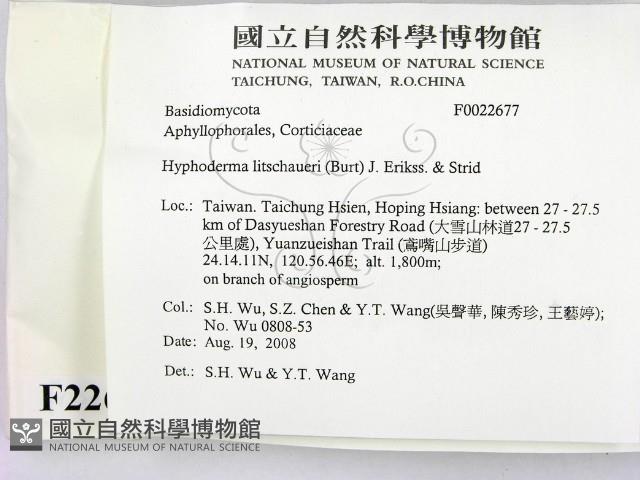 國立自然科學博物館
NATIONAL MUSEUM OF NATURAL SCIENCE
TAICHUNG, TAIWAN, R.O.CHINA
Basidiomycota F0022677
Aphyllophorales, Corticiaceae
Hyphoderma litschaueri (Burt) J. Erikss. & Strid
Loc.: Taiwan. Taichung Hsien, Hoping Hsiang: between 27 - 27.5
km of Dasyueshan Forestry Road (大雪山林道27 - 27.5
公里處), Yuanzueishan Trail (鳶嘴山步道)
24.14.11N, 120.56.46E; alt. 1,800m;
on branch of angiosperm
Col.: S.H. Wu, S.Z. Chen & Y.T. Wang(吳聲華, 陳秀珍, 王藝婷);
No. Wu 0808-53
Date: Aug. 19, 2008
Det.: S.H. Wu & Y.T. Wang
F226
國立自然科學博物館
NATIONAL MUSEUM OF NATURAL SCIENCE